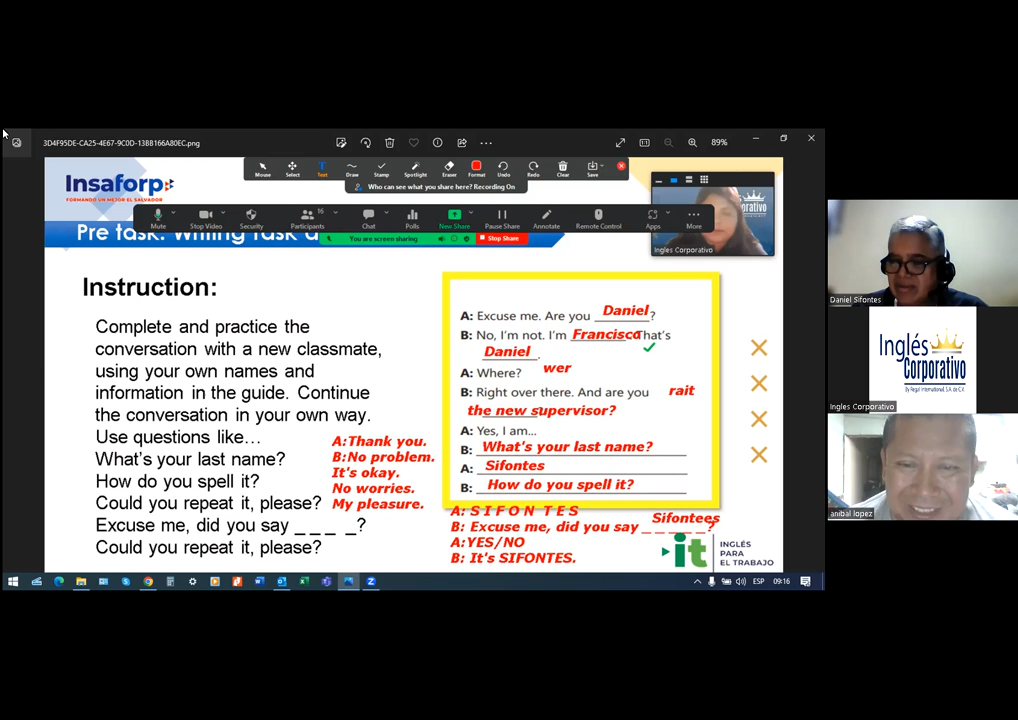 3D4F95DE-CA25-4E67-9C0D-13BB166A80EC.png
89%
Mouse Select Text Draw Stamp Spotlight Eraser Format Undo Redo Clear Save
Who can see what you share here? Recording On
Insaforp
FORMANDO UN MEJOR EL SALVADOR
16
Mute Stop Video Security Participants Chat Polls New Share Pause Share Annotate Remote Control Apps More
You are screen sharing Stop Share
Ingles Corporativo
Pre task: Writing task
Instruction:
Complete and practice the
conversation with a new classmate,
using your own names and
information in the guide. Continue
the conversation in your own way.
Use questions like…
What's your last name?
How do you spell it?
Could you repeat it, please?
Excuse me, did you say _ _ _ _?
Could you repeat it, please?
A:Thank you.
B:No problem.
It's okay.
No worries.
My pleasure.
A: Excuse me. Are you Daniel?
B: No, I'm not. I'm Francisco That's
Daniel.
A: Where? wer
B: Right over there. And are you rait
the new supervisor?
A: Yes, I am...
B: What's your last name?
A: Sifontes
B: How do you spell it?
A: S I F O N T E S
B: Excuse me, did you say Sifontees?
A:YES/NO
B: It's SIFONTES.
it INGLÉS
PARA
EL TRABAJO
ESP 09:16
Daniel Sifontes
Inglés
Corporativo
By Regal International, S.A de C.V.
Ingles Corporativo
anibal lopez